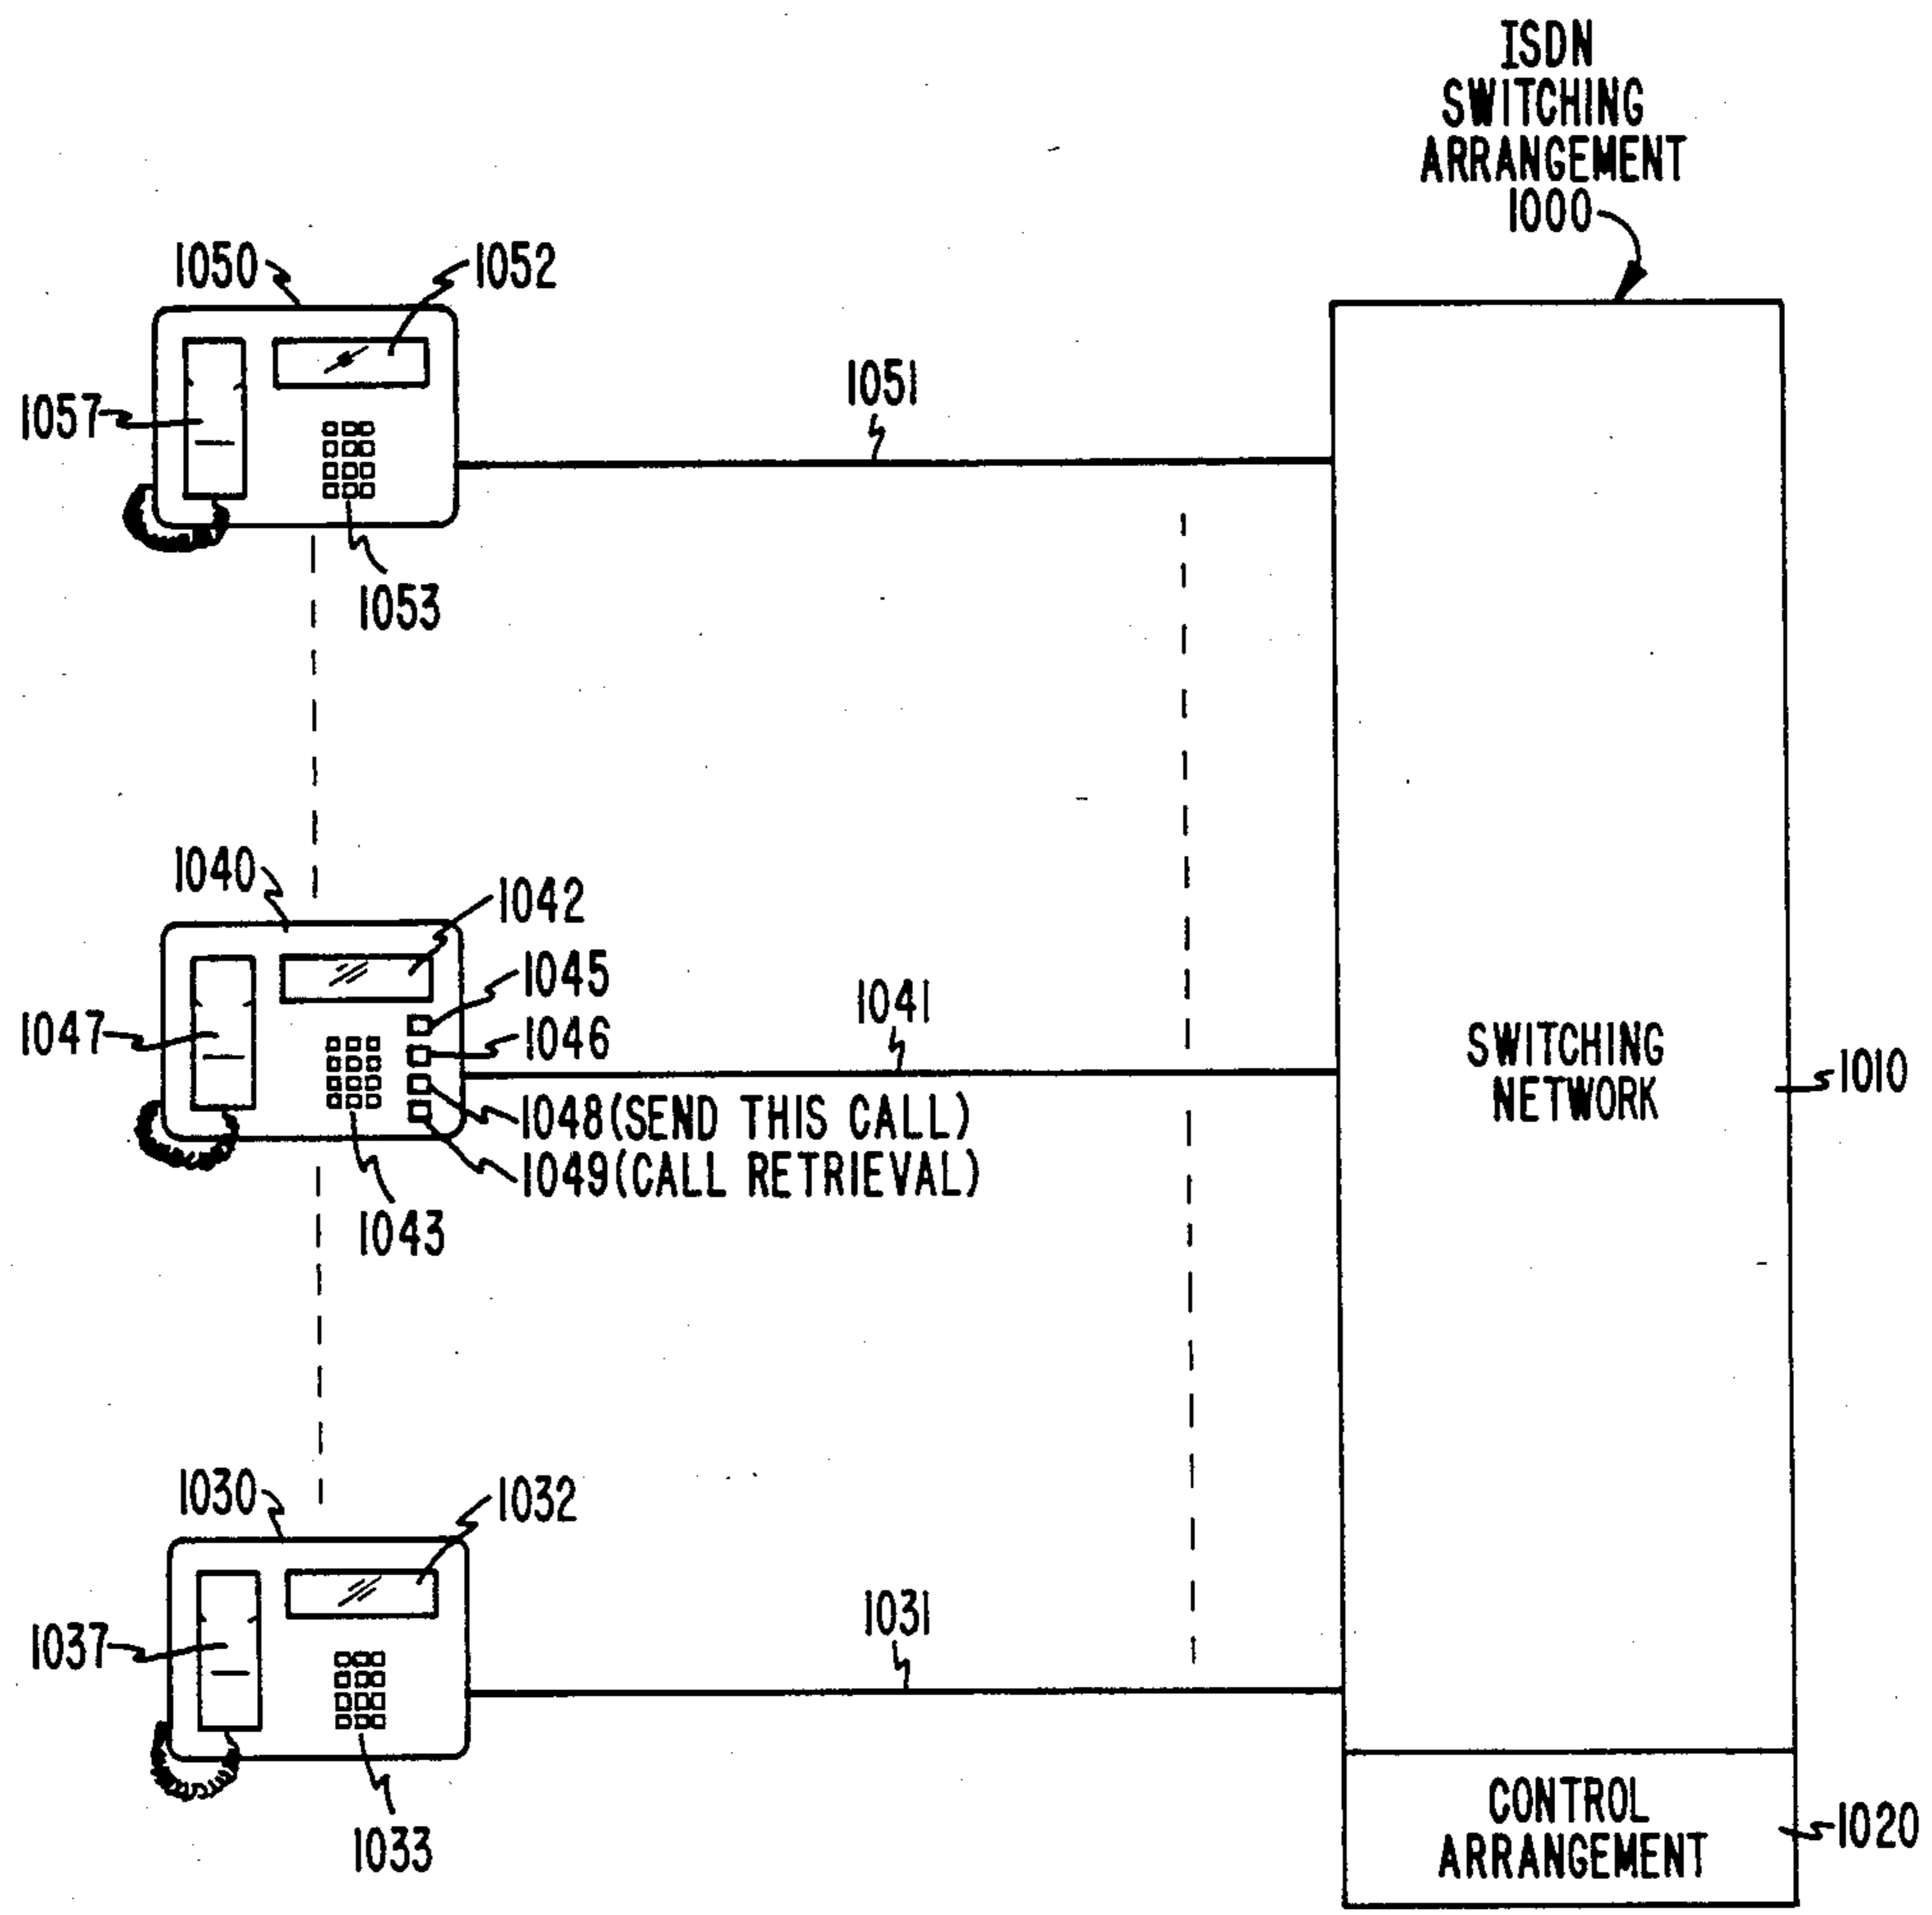 ISDN
SWITCHING
ARRANGEMENT
1000
1050
1052
1057
1051
1053
1040
1042
1045
1047
1046
1041
1048 (SEND THIS CALL)
1049 (CALL RETRIEVAL)
1043
SWITCHING
NETWORK
1010
1030
1032
1037
1031
1033
CONTROL
ARRANGEMENT
1020